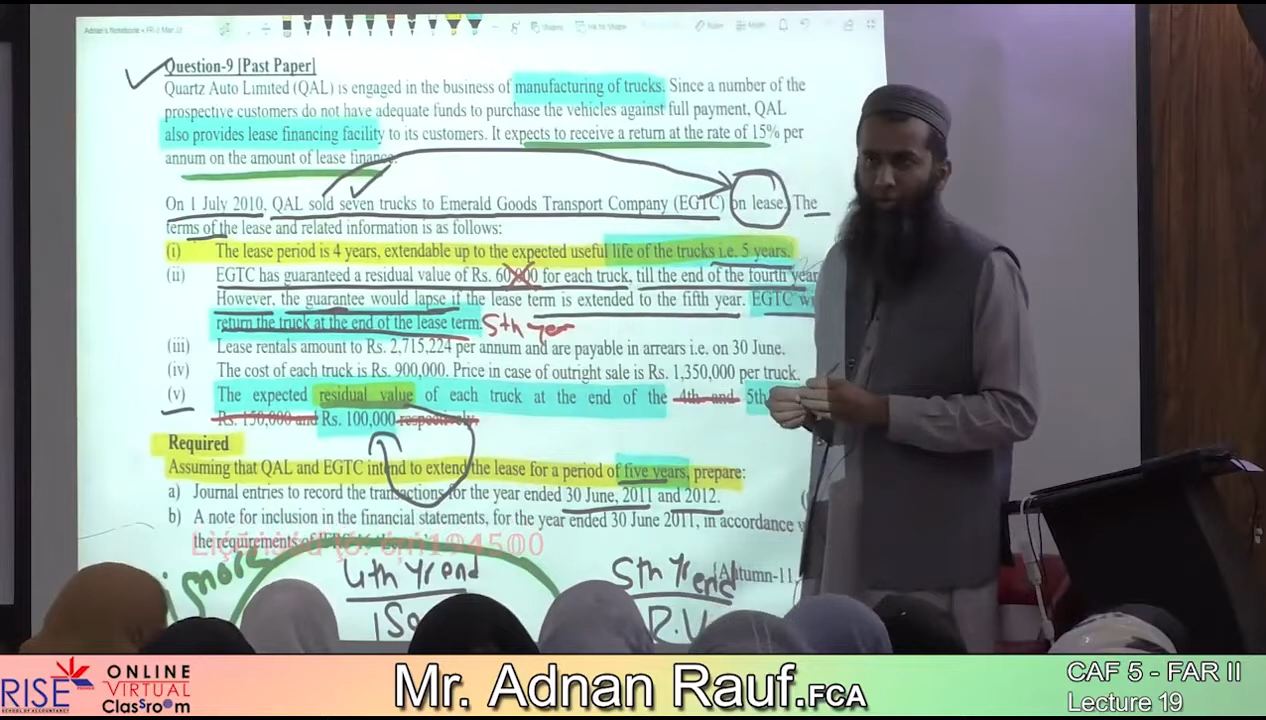 Adnan's Notebook
Question-9 [Past Paper]
Quartz Auto Limited (QAL) is engaged in the business of manufacturing of trucks. Since a number of the
prospective customers do not have adequate funds to purchase the vehicles against full payment, QAL
also provides lease financing facility to its customers. It expects to receive a return at the rate of 15% per
annum on the amount of lease finance.
On 1 July 2010, QAL sold seven trucks to Emerald Goods Transport Company (EGTC) on lease. The
terms of the lease and related information is as follows:
(i) The lease period is 4 years, extendable up to the expected useful life of the trucks i.e. 5 years.
(ii) EGTC has guaranteed a residual value of Rs. 60,000 for each truck, till the end of the fourth year
However, the guarantee would lapse if the lease term is extended to the fifth year. EGTC w
return the truck at the end of the lease term. 5th year
(iii) Lease rentals amount to Rs. 2,715,224 per annum and are payable in arrears i.e. on 30 June.
(iv) The cost of each truck is Rs. 900,000. Price in case of outright sale is Rs. 1,350,000 per truck.
(v) The expected residual value of each truck at the end of the 4th and 5th
Rs. 150,000 and Rs. 100,000 respectively.
Required
Assuming that QAL and EGTC intend to extend the lease for a period of five years, prepare:
a) Journal entries to record the transactions for the year ended 30 June, 2011 and 2012.
b) A note for inclusion in the financial statements, for the year ended 30 June 2011, in accordance
the requirements of
ignore
4th Yr end
5th Yr end
Autumn-11,
R.V
RISE
SCHOOL OF ACCOUNTANCY
ONLINE
VIRTUAL
Classroom
Mr. Adnan Rauf.FCA
CAF 5 - FAR II
Lecture 19